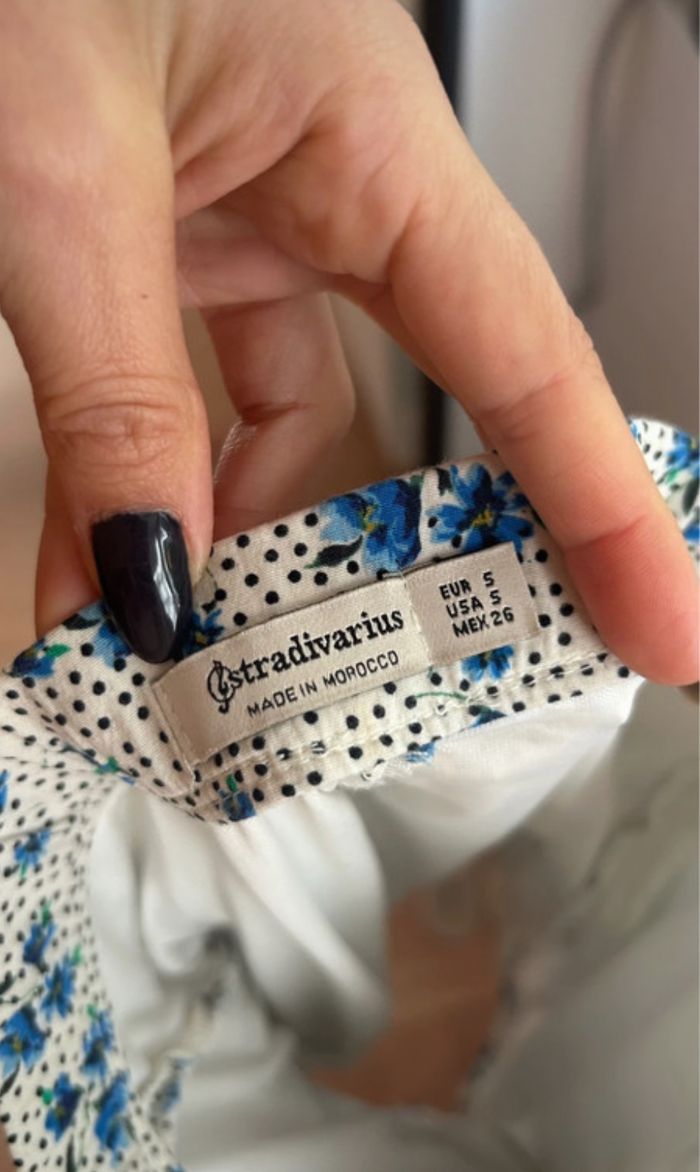 stradivarius
MADE IN MOROCCO
EUR S
USA S
MEX 26